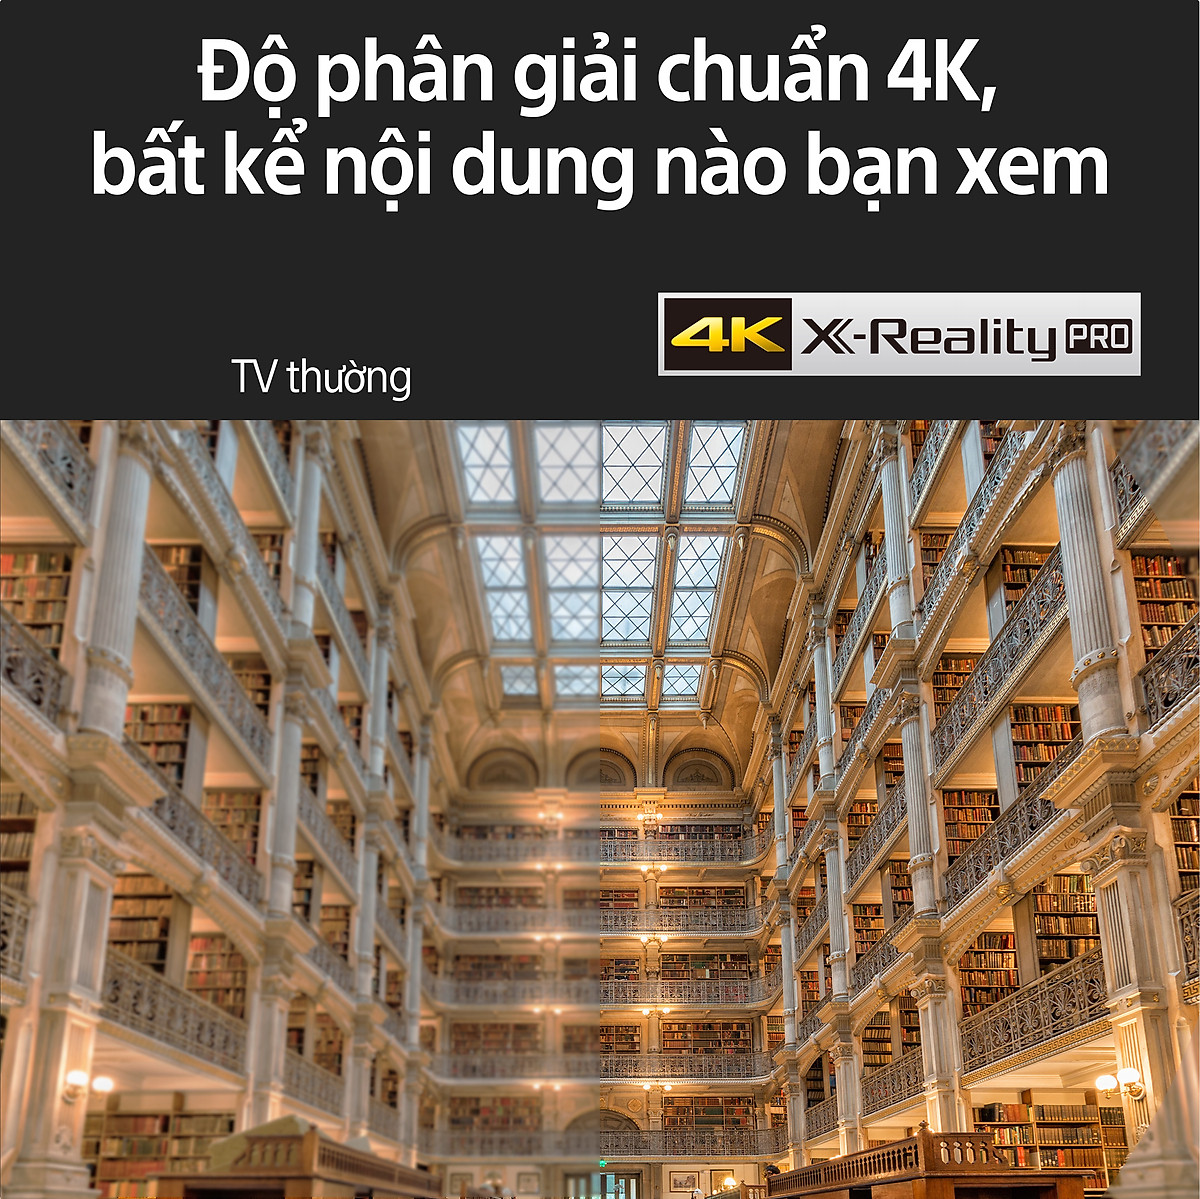 Độ phân giải chuẩn 4K,
bất kể nội dung nào bạn xem
TV thường
4K X-Reality PRO